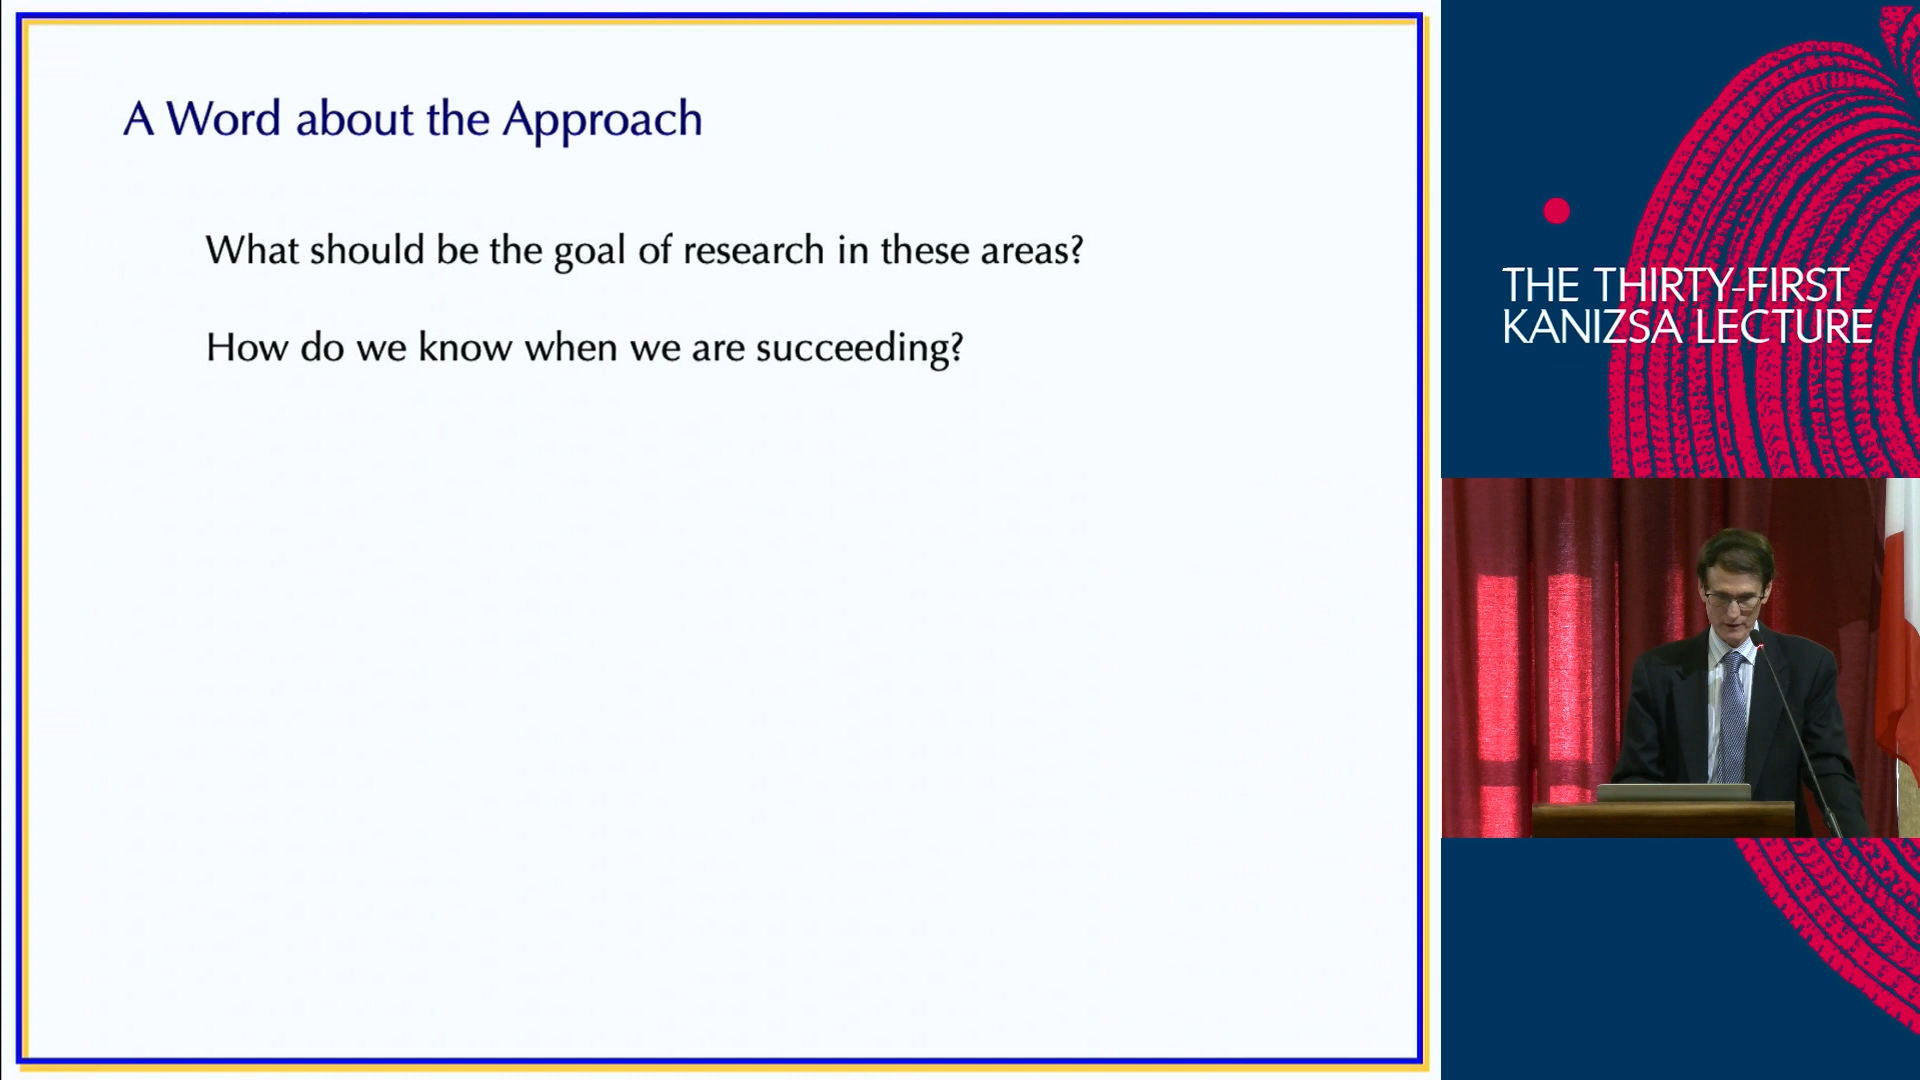 A Word about the Approach
What should be the goal of research in these areas?
How do we know when we are succeeding?
THE THIRTY-FIRST
KANIZSA LECTURE